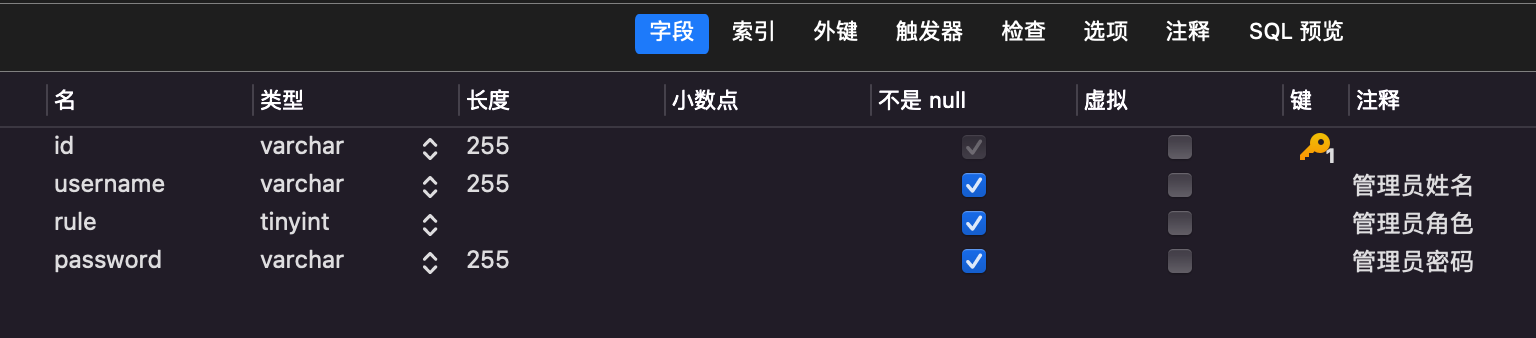 字段 索引 外键 触发器 检查 选项 注释 SQL 预览
名 类型 长度 小数点 不是 null 虚拟 键 注释
id varchar 255 1
username varchar 255 管理员姓名
rule tinyint 管理员角色
password varchar 255 管理员密码